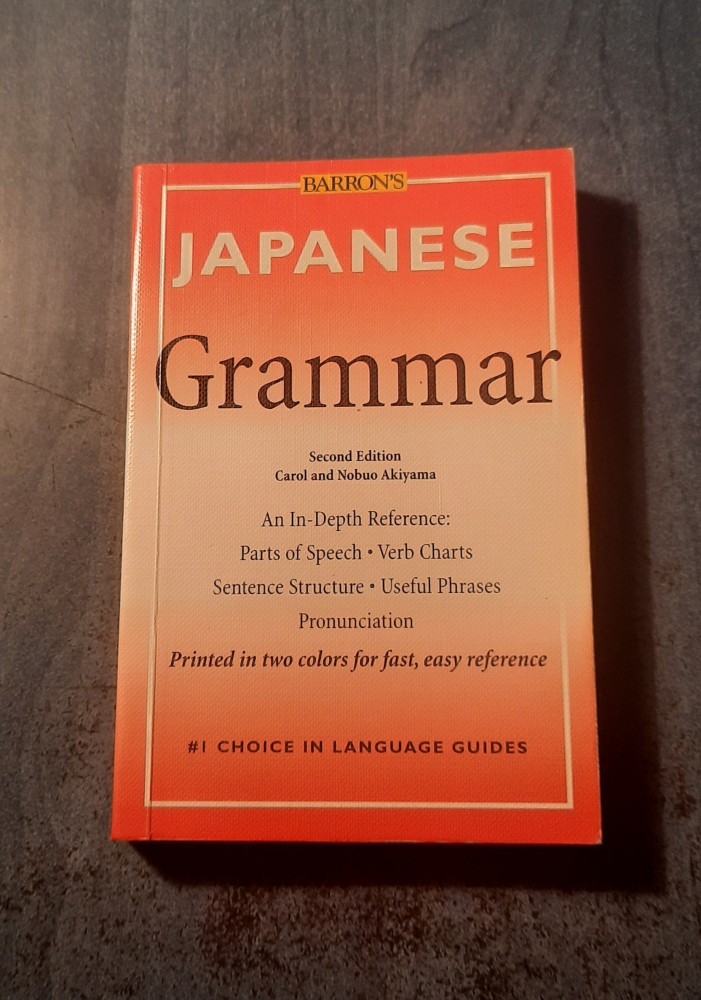 BARRON'S
JAPANESE
Grammar
Second Edition
Carol and Nobuo Akiyama
An In-Depth Reference:
Parts of Speech • Verb Charts
Sentence Structure • Useful Phrases
Pronunciation
Printed in two colors for fast, easy reference
#1 CHOICE IN LANGUAGE GUIDES